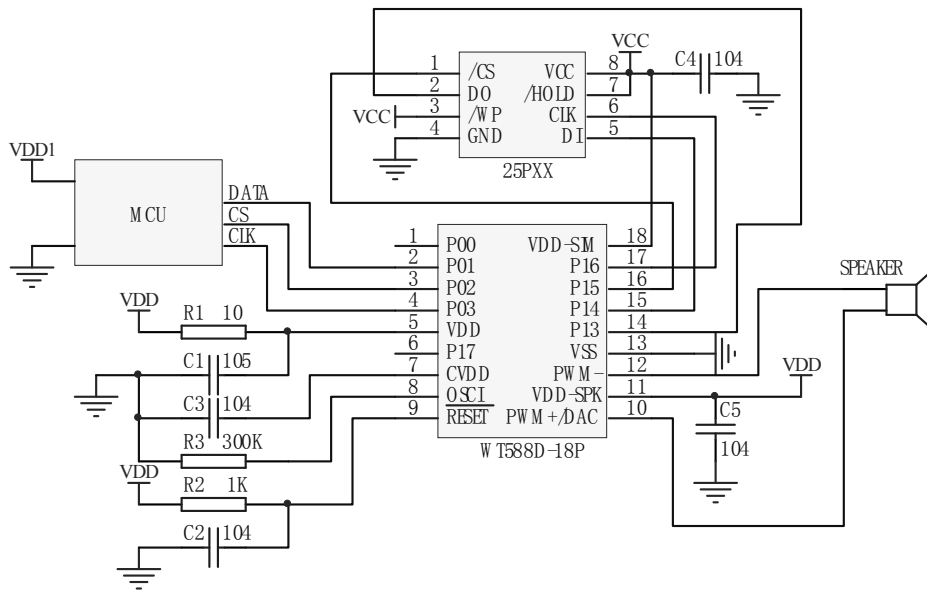 VCC
C4 104
1 /CS VCC 8
2 DO /HOLD 7
VCC 3 /WP CLK 6
4 GND DI 5
25PXX
VDD1
MCU
DATA
CS
CLK
1 P00 VDD-SIM 18
2 P01 P16 17
3 P02 P15 16
4 P03 P14 15
5 VDD P13 14
6 P17 VSS 13
7 CVDD PWM- 12
8 OSCI VDD-SPK 11
9 RESET PWM+/DAC 10
WT588D-18P
SPEAKER
VDD
R1 10
C1 105
C3 104
R3 300K
VDD
R2 1K
C2 104
VDD
C5
104